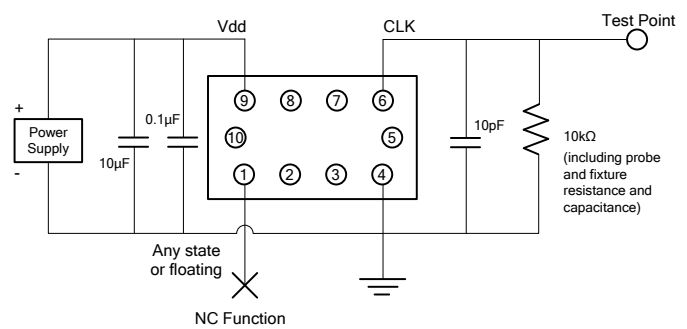 Test Point
Vdd
CLK
9
8
7
6
+
Power
Supply
-
10µF
0.1µF
10
5
10pF
10kΩ
(including probe
and fixture
resistance and
capacitance)
1
2
3
4
Any state
or floating
NC Function